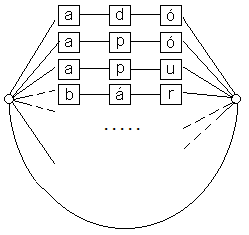 a d ó
a p ó
a p u
b á r
.....